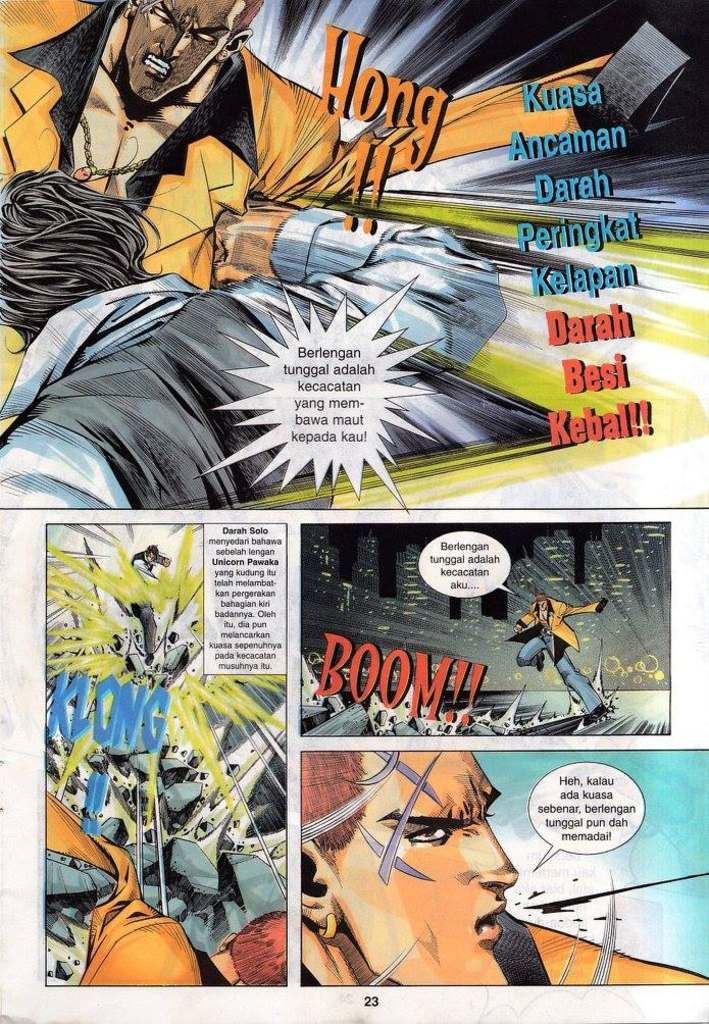 Hong
!!
Kuasa
Ancaman
Darah
Peringkat
Kelapan
Darah
Besi
Kebal!!
Berlengan
tunggal adalah
kecacatan
yang mem-
bawa maut
kepada kau!
Darah Solo
menyedari bahawa
sebelah lengan
Unicorn Pawaka
yang kudung itu
telah melambat-
kan pergerakan
bahagian kiri
badannya. Oleh
itu, dia pun
melancarkan
kuasa sepenuhnya
pada kecacatan
musuhnya itu.
KLONG
!!
Berlengan
tunggal adalah
kecacatan
aku....
BOOM!!
Heh, kalau
ada kuasa
sebenar, berlengan
tunggal pun dah
memadai!
23